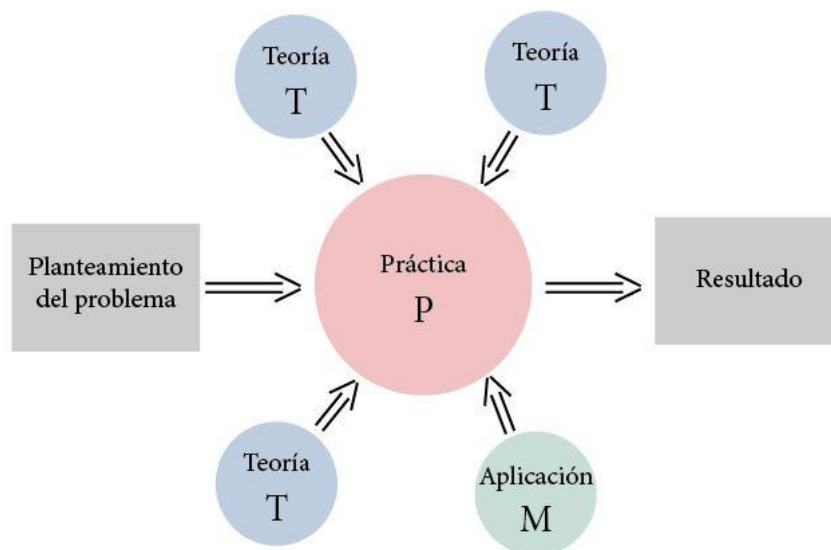 Teoría
T
Teoría
T
Planteamiento
del problema
Práctica
P
Resultado
Teoría
T
Aplicación
M